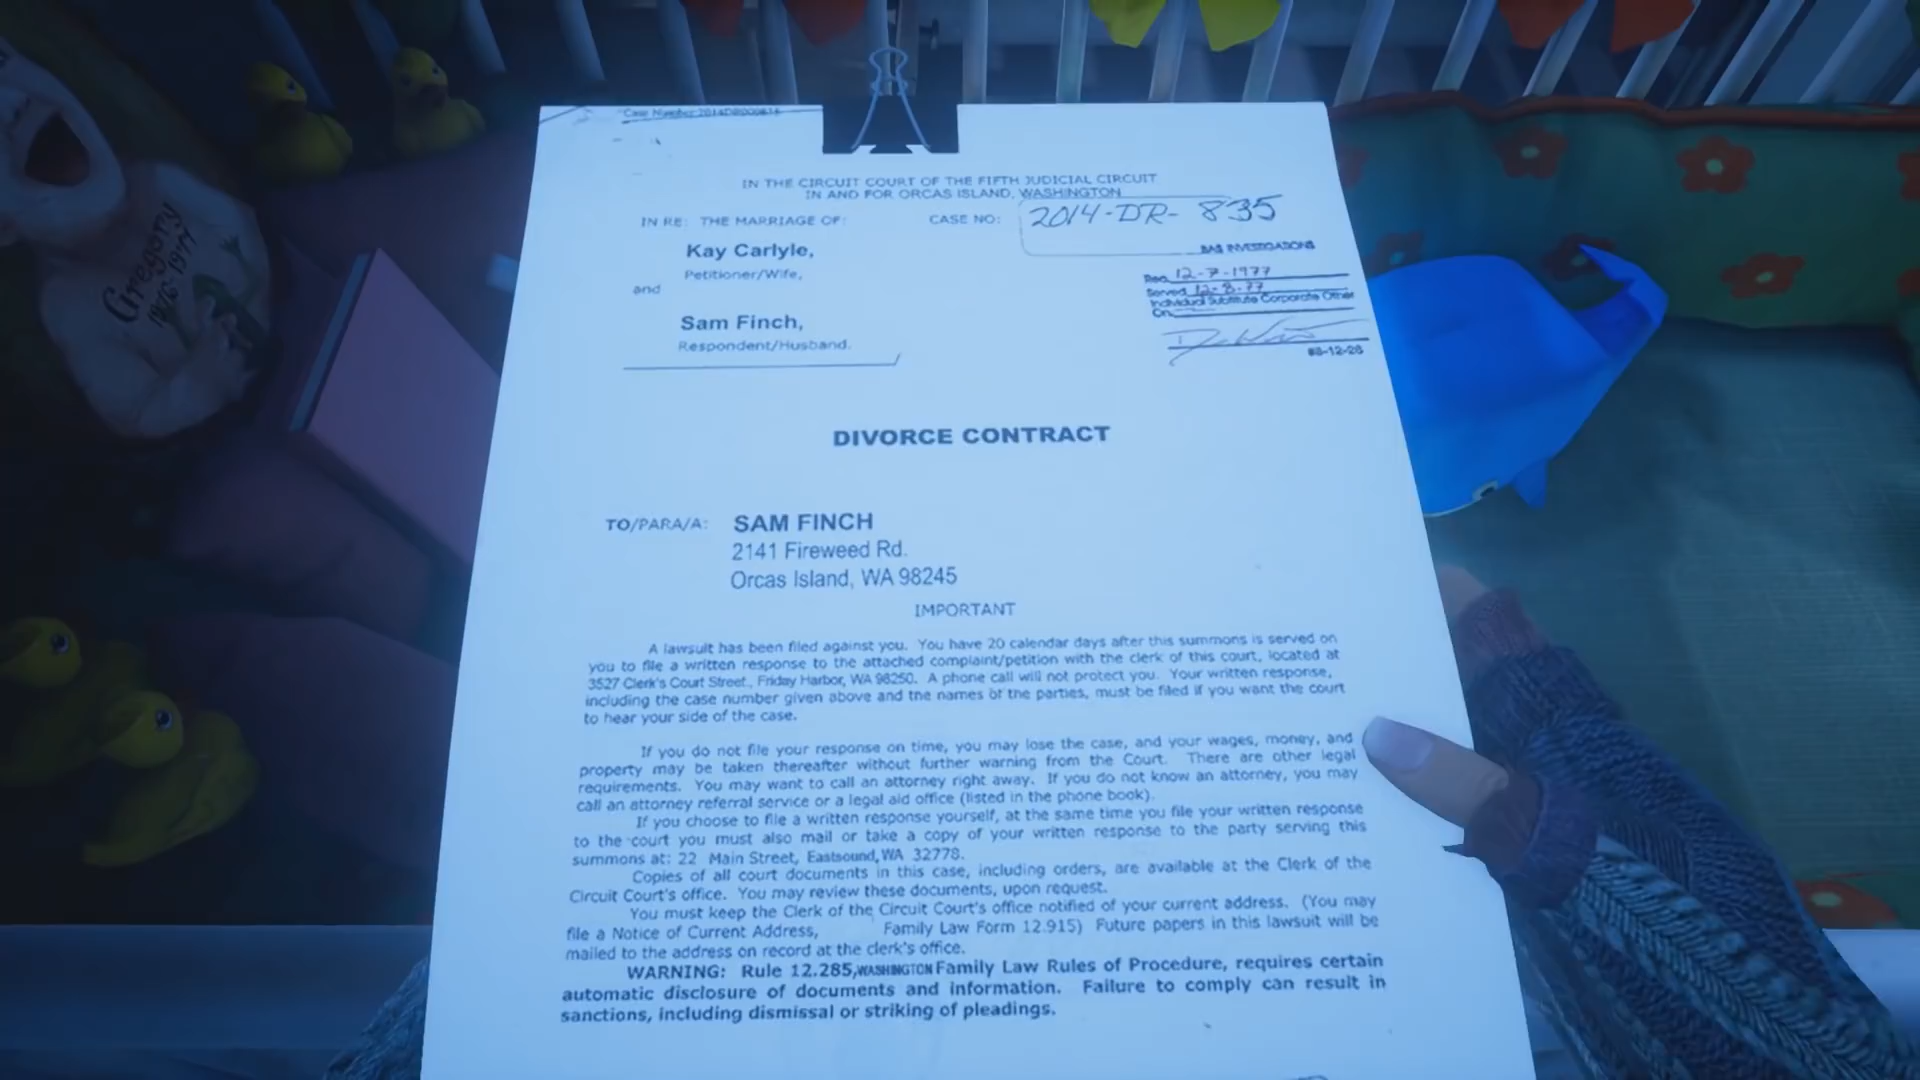 Case Number 2014DR000816
IN THE CIRCUIT COURT OF THE FIFTH JUDICIAL CIRCUIT
IN AND FOR ORCAS ISLAND, WASHINGTON
IN RE: THE MARRIAGE OF:
CASE NO: 2014-DR- 835
Kay Carlyle,
Petitioner/Wife,
and
Sam Finch,
Respondent/Husband.
INVESTIGATIONS
Rec. 12-7-1977
Served 12-8-77
Individual Substitute Corporate Other
On
DIVORCE CONTRACT
TO/PARA/A: SAM FINCH
2141 Fireweed Rd.
Orcas Island, WA 98245
IMPORTANT
A lawsuit has been filed against you. You have 20 calendar days after this summons is served on
you to file a written response to the attached complaint/petition with the clerk of this court, located at
3527 Clerk's Court Street., Friday Harbor, WA 98250. A phone call will not protect you. Your written response,
including the case number given above and the names of the parties, must be filed if you want the court
to hear your side of the case.
If you do not file your response on time, you may lose the case, and your wages, money, and
property may be taken thereafter without further warning from the Court. There are other legal
requirements. You may want to call an attorney right away. If you do not know an attorney, you may
call an attorney referral service or a legal aid office (listed in the phone book).
If you choose to file a written response yourself, at the same time you file your written response
to the court you must also mail or take a copy of your written response to the party serving this
summons at: 22 Main Street, Eastsound, WA 32778.
Copies of all court documents in this case, including orders, are available at the Clerk of the
Circuit Court's office. You may review these documents, upon request.
You must keep the Clerk of the Circuit Court's office notified of your current address. (You may
file a Notice of Current Address, Family Law Form 12.915) Future papers in this lawsuit will be
mailed to the address on record at the clerk's office.
WARNING: Rule 12.285, WASHINGTON Family Law Rules of Procedure, requires certain
automatic disclosure of documents and information. Failure to comply can result in
sanctions, including dismissal or striking of pleadings.
Gregory
1976-1977